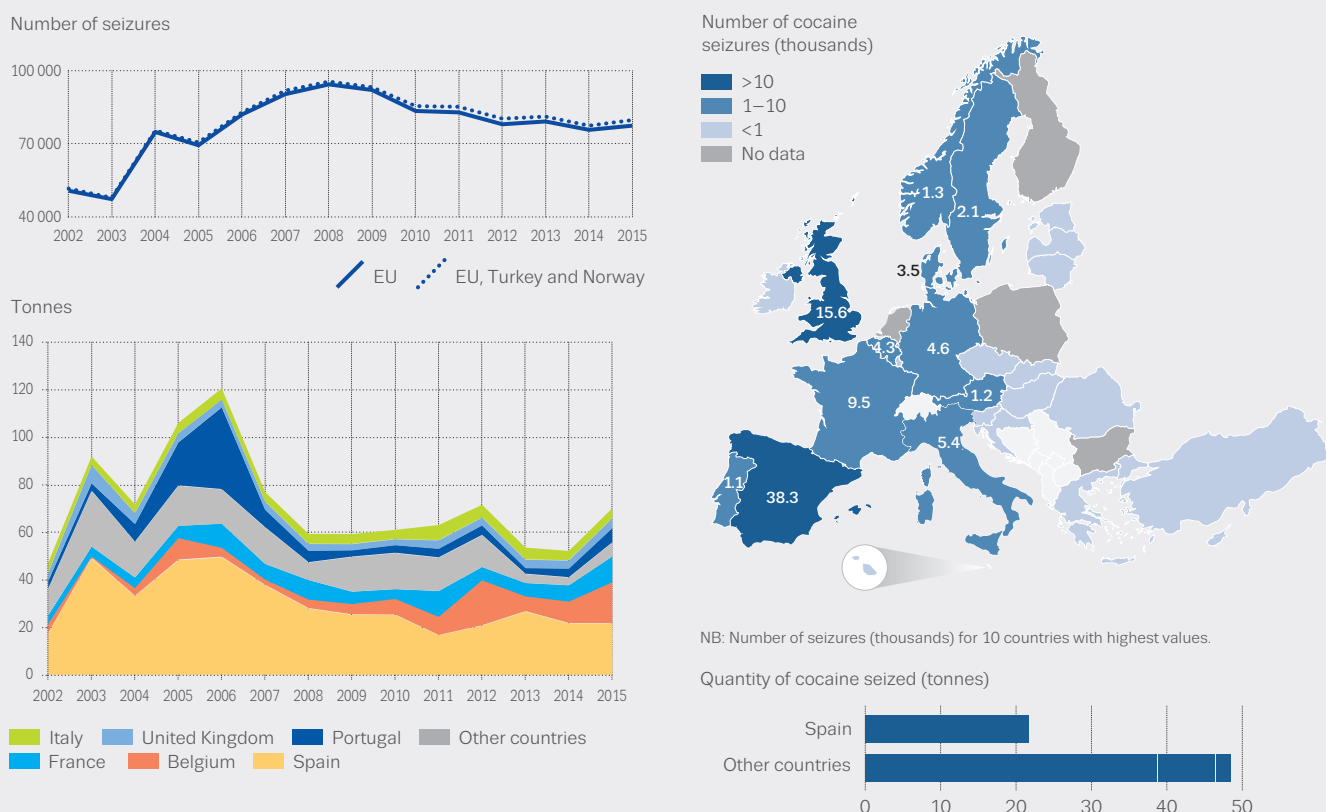 Number of seizures
100 000
70 000
40 000
2002 2003 2004 2005 2006 2007 2008 2009 2010 2011 2012 2013 2014 2015
EU
EU, Turkey and Norway
Tonnes
140
120
100
80
60
40
20
0
2002 2003 2004 2005 2006 2007 2008 2009 2010 2011 2012 2013 2014 2015
Italy United Kingdom Portugal Other countries
France Belgium Spain
Number of cocaine
seizures (thousands)
>10
1–10
<1
No data
1.3
2.1
3.5
15.6
4.3
4.6
9.5
1.2
5.4
1.1
38.3
NB: Number of seizures (thousands) for 10 countries with highest values.
Quantity of cocaine seized (tonnes)
Spain
Other countries
0 10 20 30 40 50